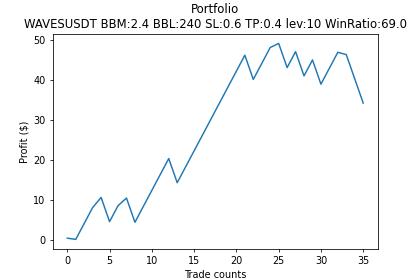 Portfolio
WAVESUSDT BBM:2.4 BBL:240 SL:0.6 TP:0.4 lev:10 WinRatio:69.0
50
40
30
20
10
0
Profit ($)
0 5 10 15 20 25 30 35
Trade counts